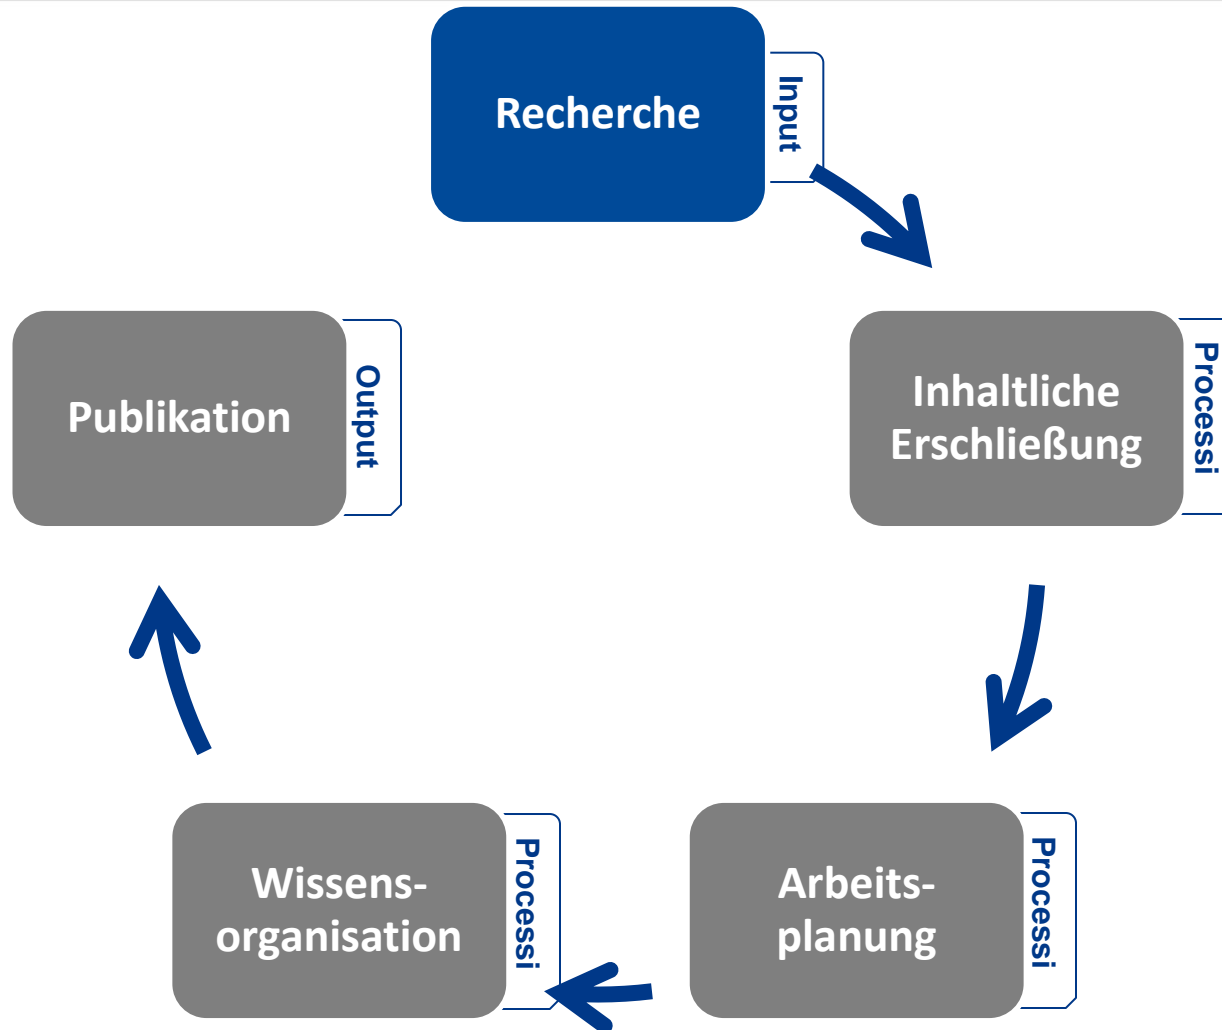 Recherche
Input
Inhaltliche
Erschließung
Processi
Arbeits-
planung
Processi
Wissens-
organisation
Processi
Publikation
Output